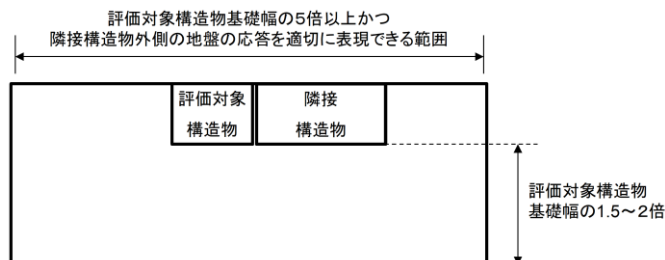 評価対象構造物基礎幅の5倍以上かつ
隣接構造物外側の地盤の応答を適切に表現できる範囲
評価対象
構造物
隣接
構造物
評価対象構造物
基礎幅の1.5～2倍